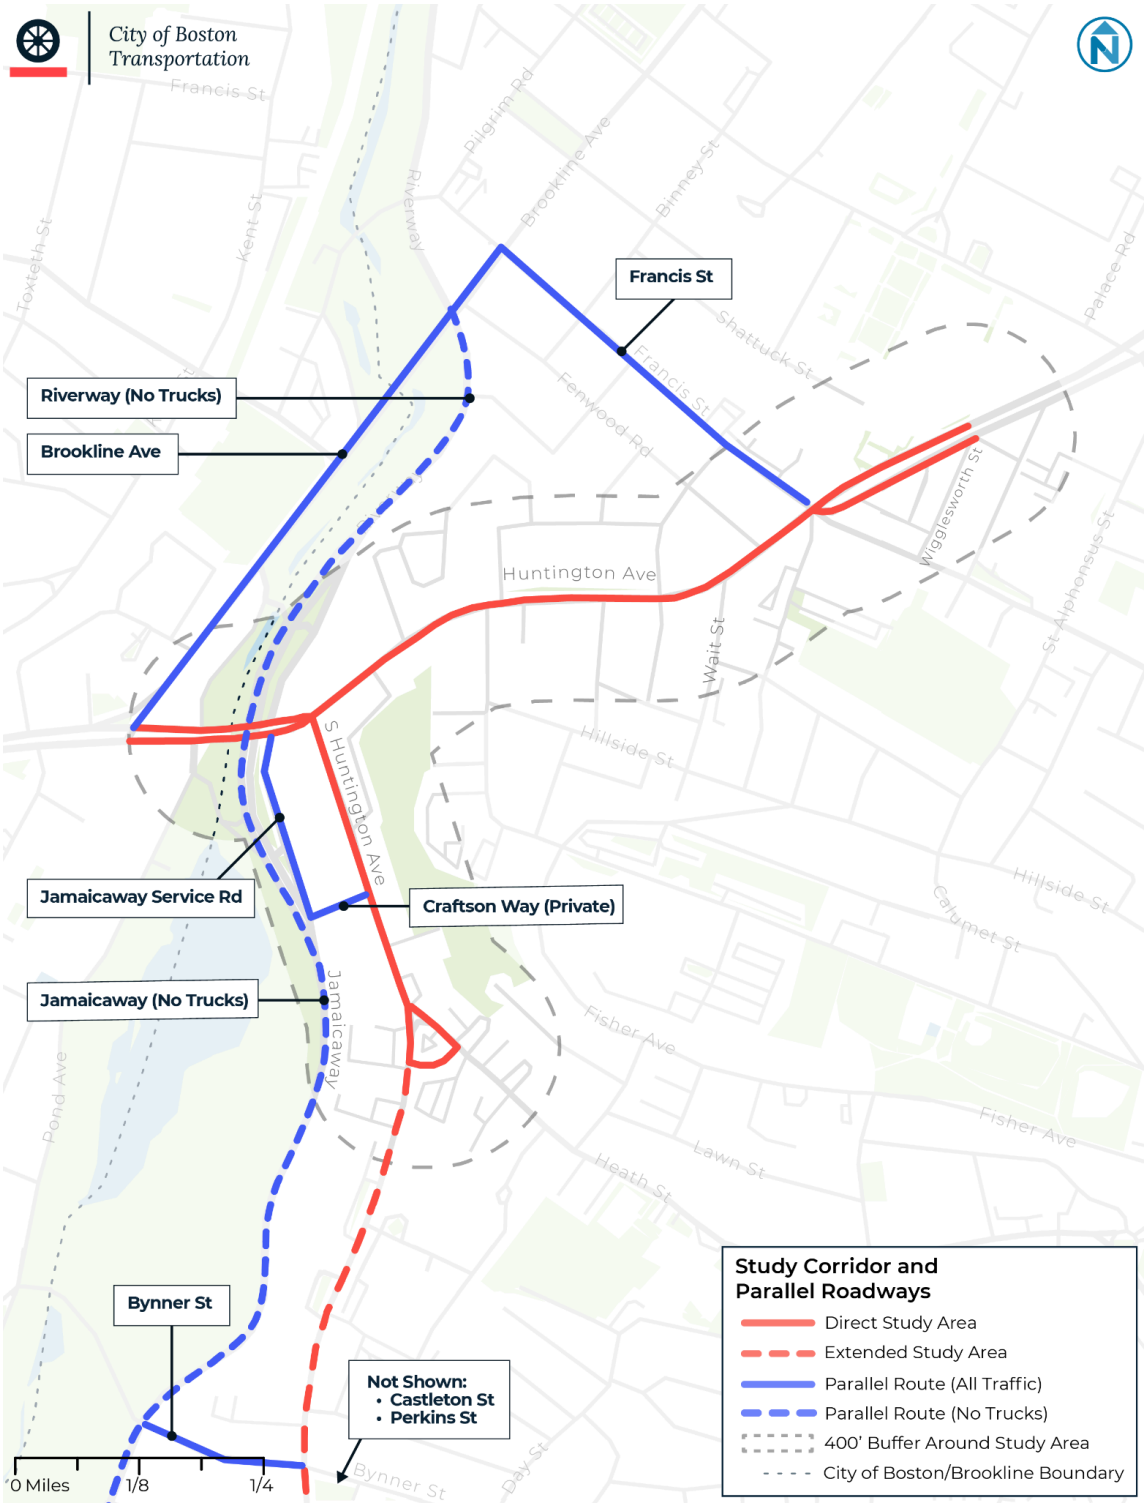 City of Boston
Transportation
N
Francis St
Pilgrim Rd
Brookline Ave
Binney St
Riverway
Kent St
Toxteth St
Palace Rd
Francis St
Shattuck St
Francis St
Fenwood Rd
Riverway (No Trucks)
Brookline Ave
Wigglesworth St
St Alphonsus St
Huntington Ave
Wait St
S Huntington Ave
Hillside St
Hillside St
Calumet St
Jamaicaway Service Rd
Craftson Way (Private)
Jamaicaway (No Trucks)
Jamaicaway
Fisher Ave
Fisher Ave
Pond Ave
Lawn St
Heath St
Bynner St
Not Shown:
• Castleton St
• Perkins St
Bynner St
Day St
0 Miles
1/8
1/4
Study Corridor and
Parallel Roadways
Direct Study Area
Extended Study Area
Parallel Route (All Traffic)
Parallel Route (No Trucks)
400' Buffer Around Study Area
City of Boston/Brookline Boundary